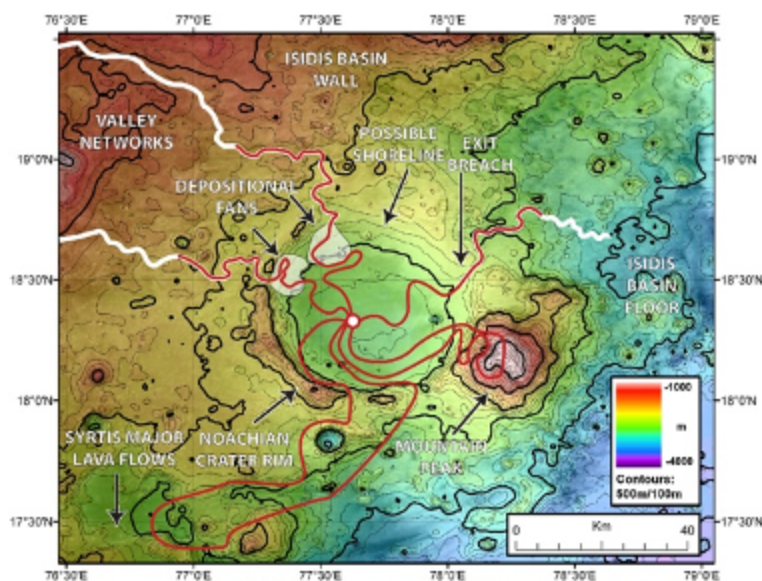 76°30'E 77°0'E 77°30'E 78°0'E 78°30'E 79°0'E
ISIDIS BASIN
WALL
VALLEY
NETWORKS
POSSIBLE
SHORELINE
EXIT
BREACH
19°0'N
19°0'N
DEPOSITIONAL
FANS
18°30'N
18°30'N
ISIDIS
BASIN
FLOOR
18°0'N
18°0'N
-1000
m
-4000
Contours:
500m/100m
SYRTIS MAJOR
LAVA FLOWS
NOACHIAN
CRATER RIM
MOUNTAIN
PEAK
17°30'N
17°30'N
Km
0 40
76°30'E 77°0'E 77°30'E 78°0'E 78°30'E 79°0'E